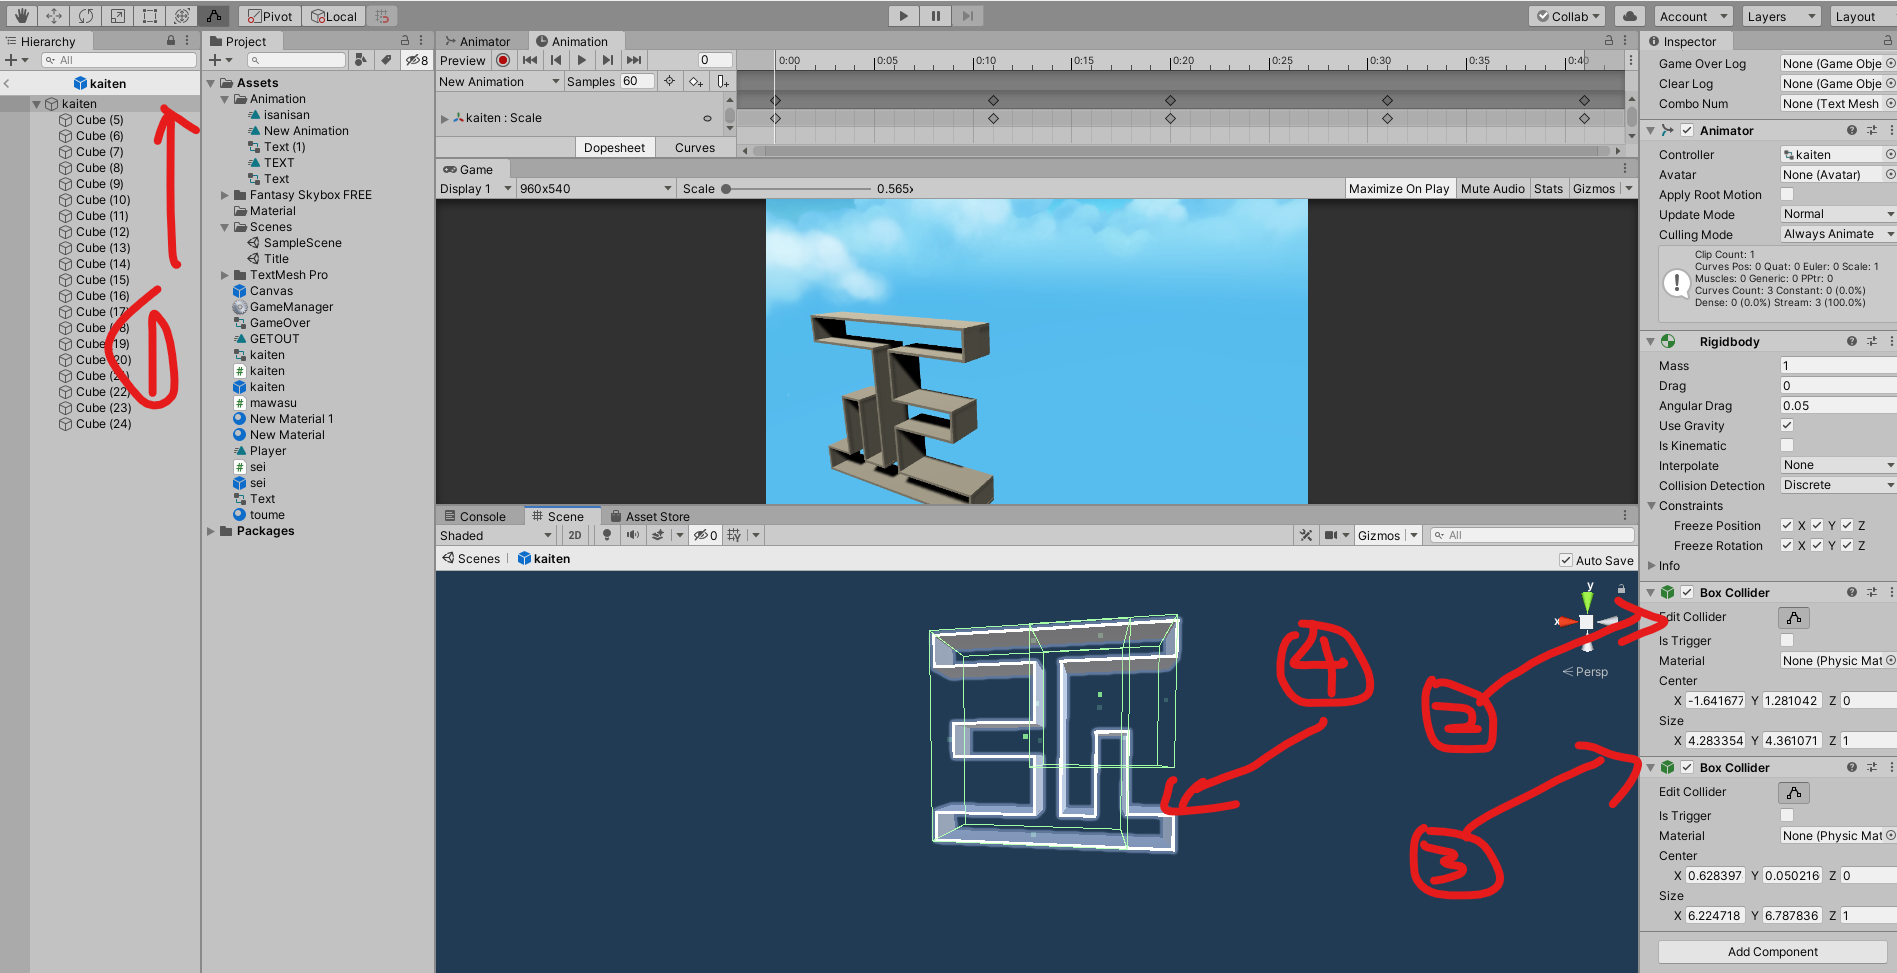 Pivot Local Collab Account Layers Layout
Hierarchy
All
kaiten
kaiten
Cube (5)
Cube (6)
Cube (7)
Cube (8)
Cube (9)
Cube (10)
Cube (11)
Cube (12)
Cube (13)
Cube (14)
Cube (15)
Cube (16)
Cube (17)
Cube (18)
Cube (19)
Cube (20)
Cube (21)
Cube (22)
Cube (23)
Cube (24)
①
Project
8
Assets
Animation
isanisan
New Animation
Text (1)
TEXT
Text
Fantasy Skybox FREE
Material
Scenes
SampleScene
Title
TextMesh Pro
Canvas
GameManager
GameOver
GETOUT
kaiten
kaiten
kaiten
mawasu
New Material 1
New Material
Player
sei
sei
Text
toume
Packages
Animator Animation
Preview 0
0:00 0:05 0:10 0:15 0:20 0:25 0:30 0:35 0:40
New Animation Samples 60
kaiten : Scale
Dopesheet Curves
Game
Display 1 960x540 Scale 0.565x Maximize On Play Mute Audio Stats Gizmos
Console Scene Asset Store
Shaded 2D 0 Gizmos All
Scenes kaiten Auto Save
y
x
Persp
④
②
③
Inspector
Game Over Log None (Game Obje
Clear Log None (Game Obje
Combo Num None (Text Mesh
Animator
Controller kaiten
Avatar None (Avatar)
Apply Root Motion
Update Mode Normal
Culling Mode Always Animate
Clip Count: 1
Curves Pos: 0 Quat: 0 Euler: 0 Scale: 1
Muscles: 0 Generic: 0 PPtr: 0
Curves Count: 3 Constant: 0 (0.0%)
Dense: 0 (0.0%) Stream: 3 (100.0%)
Rigidbody
Mass 1
Drag 0
Angular Drag 0.05
Use Gravity
Is Kinematic
Interpolate None
Collision Detection Discrete
Constraints
Freeze Position X Y Z
Freeze Rotation X Y Z
Info
Box Collider
Edit Collider
Is Trigger
Material None (Physic Mat
Center
X -1.641677 Y 1.281042 Z 0
Size
X 4.283354 Y 4.361071 Z 1
Box Collider
Edit Collider
Is Trigger
Material None (Physic Mat
Center
X 0.628397 Y 0.050216 Z 0
Size
X 6.224718 Y 6.787836 Z 1
Add Component